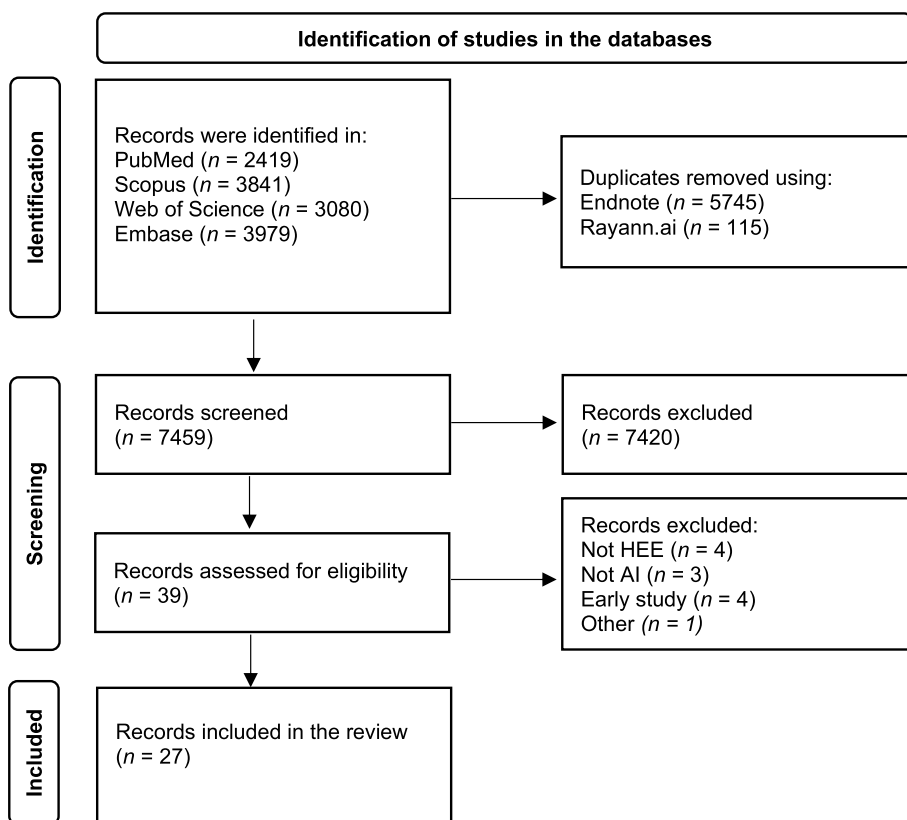 Identification of studies in the databases
Identification
Records were identified in:
PubMed (n = 2419)
Scopus (n = 3841)
Web of Science (n = 3080)
Embase (n = 3979)
Duplicates removed using:
Endnote (n = 5745)
Rayann.ai (n = 115)
Screening
Records screened
(n = 7459)
Records excluded
(n = 7420)
Records assessed for eligibility
(n = 39)
Records excluded:
Not HEE (n = 4)
Not AI (n = 3)
Early study (n = 4)
Other (n = 1)
Included
Records included in the review
(n = 27)